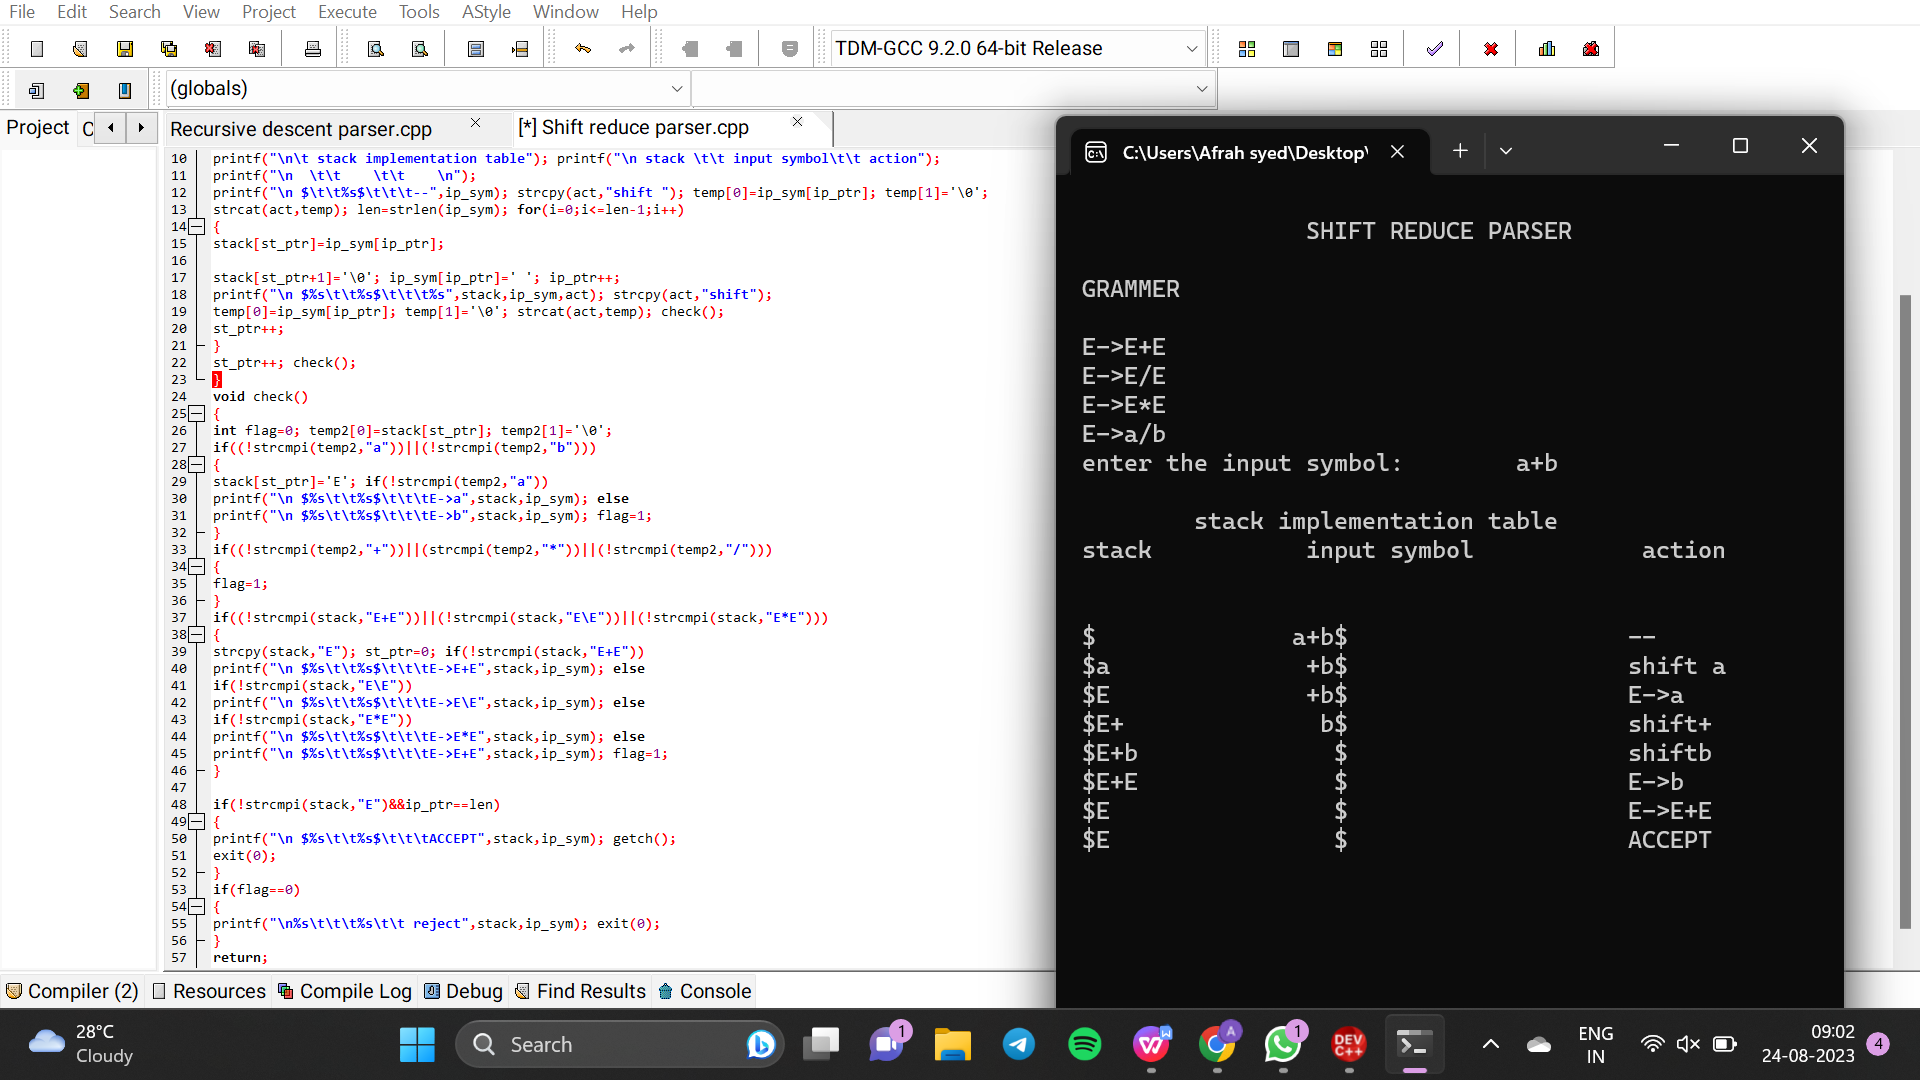 File Edit Search View Project Execute Tools AStyle Window Help
TDM-GCC 9.2.0 64-bit Release
(globals)
Project C
Recursive descent parser.cpp
[*] Shift reduce parser.cpp
10 printf("\n\t stack implementation table"); printf("\n stack \t\t input symbol\t\t action");
11 printf("\n \t\t \t\t \n");
12 printf("\n $\t\t%s$\t\t\t--",ip_sym); strcpy(act,"shift "); temp[0]=ip_sym[ip_ptr]; temp[1]='\0';
13 strcat(act,temp); len=strlen(ip_sym); for(i=0;i<=len-1;i++)
14 {
15 stack[st_ptr]=ip_sym[ip_ptr];
16
17 stack[st_ptr+1]='\0'; ip_sym[ip_ptr]=' '; ip_ptr++;
18 printf("\n $%s\t\t%s$\t\t\t%s",stack,ip_sym,act); strcpy(act,"shift");
19 temp[0]=ip_sym[ip_ptr]; temp[1]='\0'; strcat(act,temp); check();
20 st_ptr++;
21 }
22 st_ptr++; check();
23 }
24 void check()
25 {
26 int flag=0; temp2[0]=stack[st_ptr]; temp2[1]='\0';
27 if((!strcmpi(temp2,"a"))||(!strcmpi(temp2,"b")))
28 {
29 stack[st_ptr]='E'; if(!strcmpi(temp2,"a"))
30 printf("\n $%s\t\t%s$\t\t\tE->a",stack,ip_sym); else
31 printf("\n $%s\t\t%s$\t\t\tE->b",stack,ip_sym); flag=1;
32 }
33 if((!strcmpi(temp2,"+"))||(strcmpi(temp2,"*"))||(!strcmpi(temp2,"/")))
34 {
35 flag=1;
36 }
37 if((!strcmpi(stack,"E+E"))||(!strcmpi(stack,"E\E"))||(!strcmpi(stack,"E*E")))
38 {
39 strcpy(stack,"E"); st_ptr=0; if(!strcmpi(stack,"E+E"))
40 printf("\n $%s\t\t%s$\t\t\tE->E+E",stack,ip_sym); else
41 if(!strcmpi(stack,"E\E"))
42 printf("\n $%s\t\t%s$\t\t\tE->E\E",stack,ip_sym); else
43 if(!strcmpi(stack,"E*E"))
44 printf("\n $%s\t\t%s$\t\t\tE->E*E",stack,ip_sym); else
45 printf("\n $%s\t\t%s$\t\t\tE->E+E",stack,ip_sym); flag=1;
46 }
47
48 if(!strcmpi(stack,"E")&&ip_ptr==len)
49 {
50 printf("\n $%s\t\t%s$\t\t\tACCEPT",stack,ip_sym); getch();
51 exit(0);
52 }
53 if(flag==0)
54 {
55 printf("\n%s\t\t\t%s\t\t reject",stack,ip_sym); exit(0);
56 }
57 return;
C:\Users\Afrah syed\Desktop\
SHIFT REDUCE PARSER
GRAMMER
E->E+E
E->E/E
E->E*E
E->a/b
enter the input symbol: a+b
stack implementation table
stack input symbol action
$ a+b$ --
$a +b$ shift a
$E +b$ E->a
$E+ b$ shift+
$E+b $ shiftb
$E+E $ E->b
$E $ E->E+E
$E $ ACCEPT
Compiler (2) Resources Compile Log Debug Find Results Console
28°C
Cloudy
Search
1
W
A
1
DEV
C++
ENG
IN
09:02
24-08-2023
4